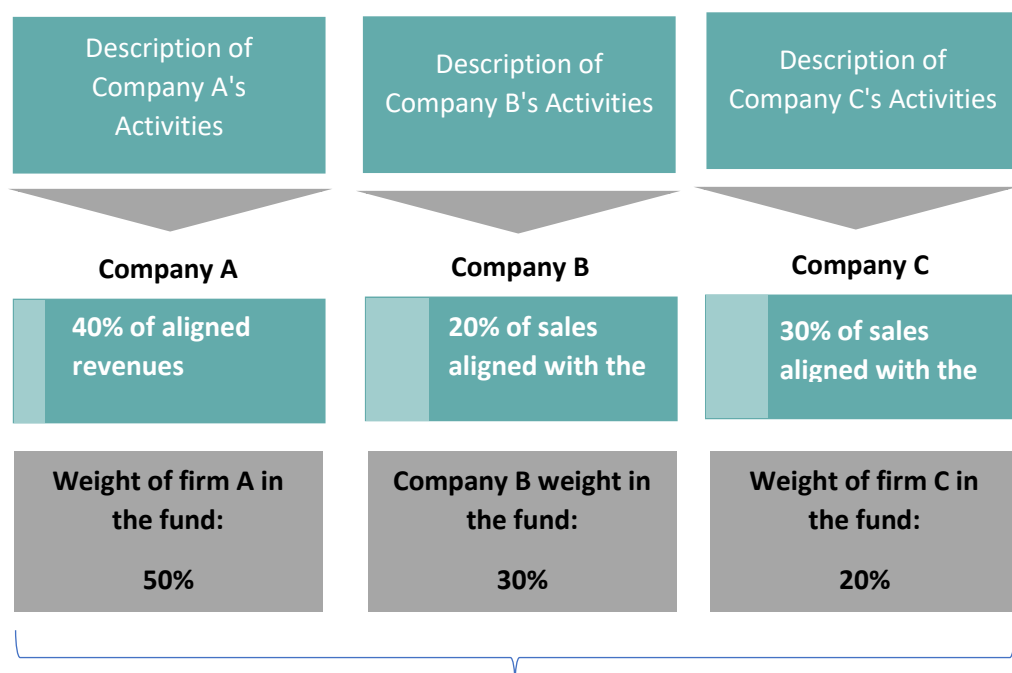 Description of
Company A's
Activities
Description of
Company B's Activities
Description of
Company C's Activities
Company A
Company B
Company C
40% of aligned
revenues
20% of sales
aligned with the
30% of sales
aligned with the
Weight of firm A in
the fund:
50%
Company B weight in
the fund:
30%
Weight of firm C in
the fund:
20%